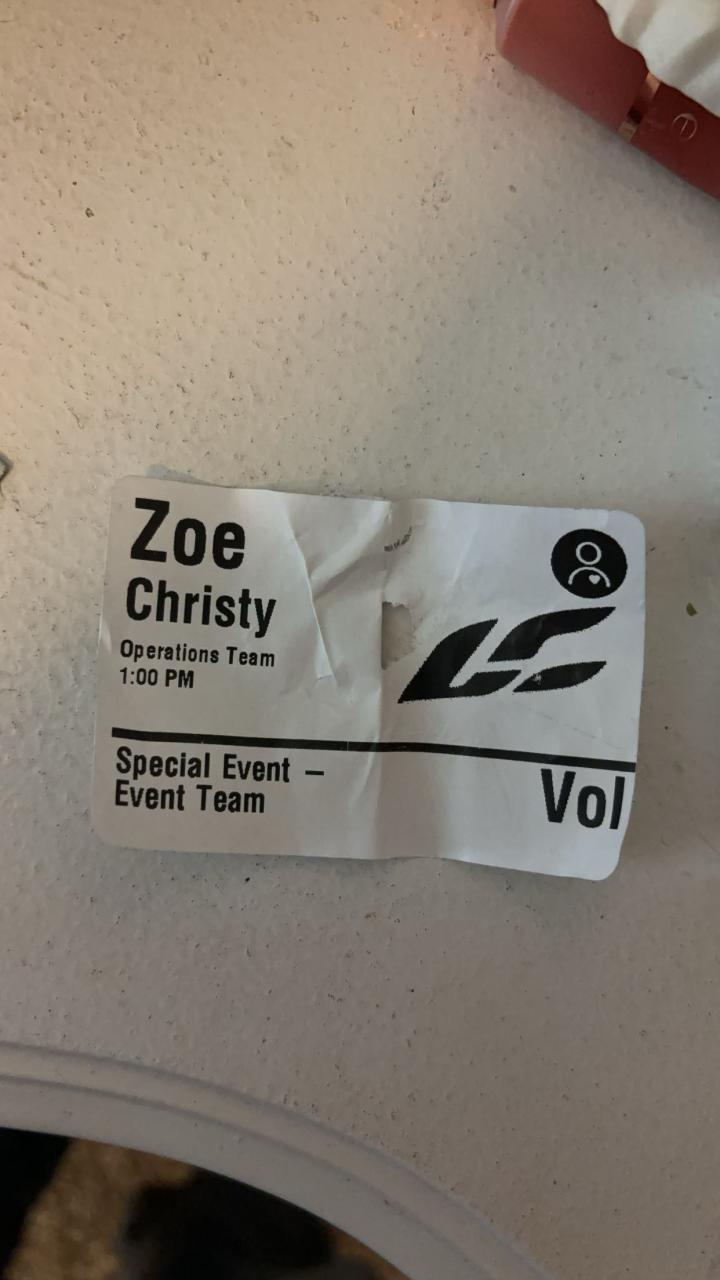 Zoe
Christy
Operations Team
1:00 PM
Special Event –
Event Team
Vol